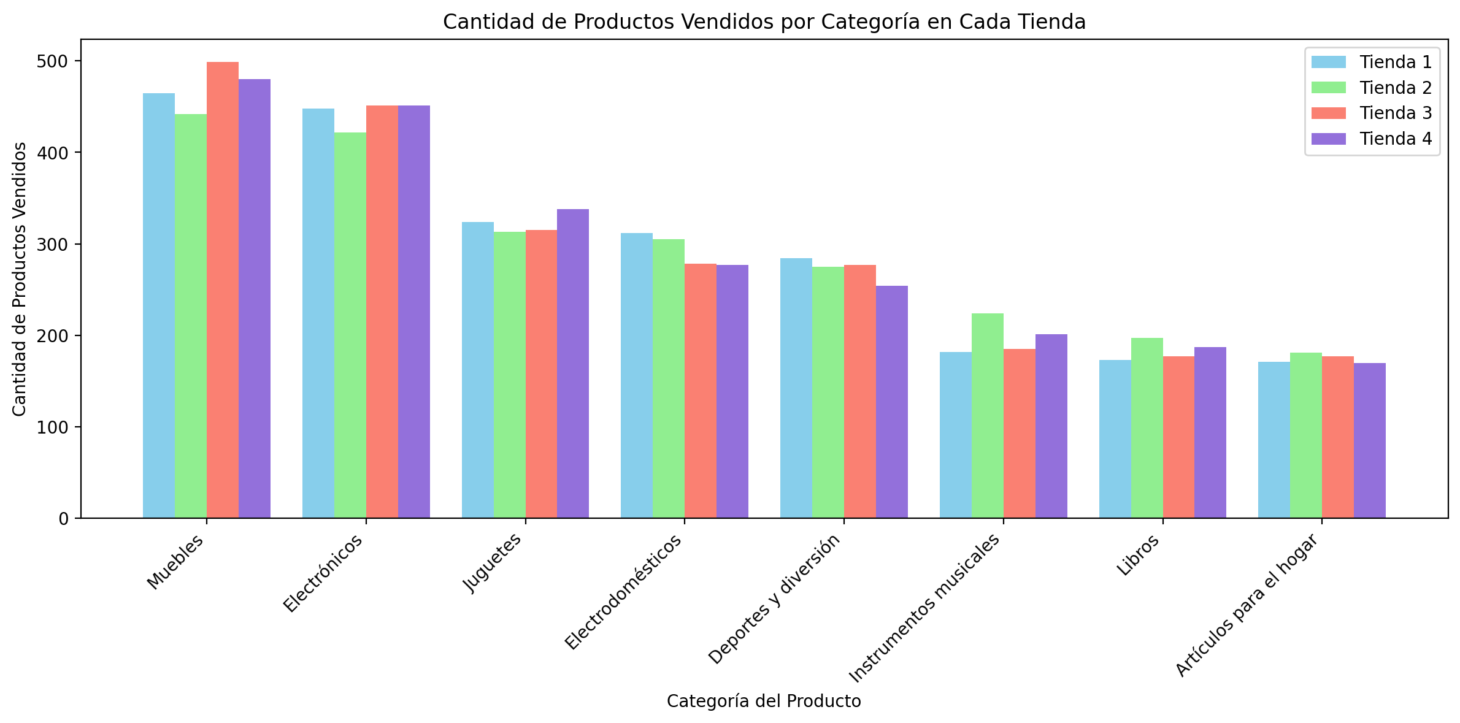 Cantidad de Productos Vendidos por Categoría en Cada Tienda
Tienda 1
Tienda 2
Tienda 3
Tienda 4
Cantidad de Productos Vendidos
500
400
300
200
100
0
Muebles
Electrónicos
Juguetes
Electrodomésticos
Deportes y diversión
Instrumentos musicales
Libros
Artículos para el hogar
Categoría del Producto